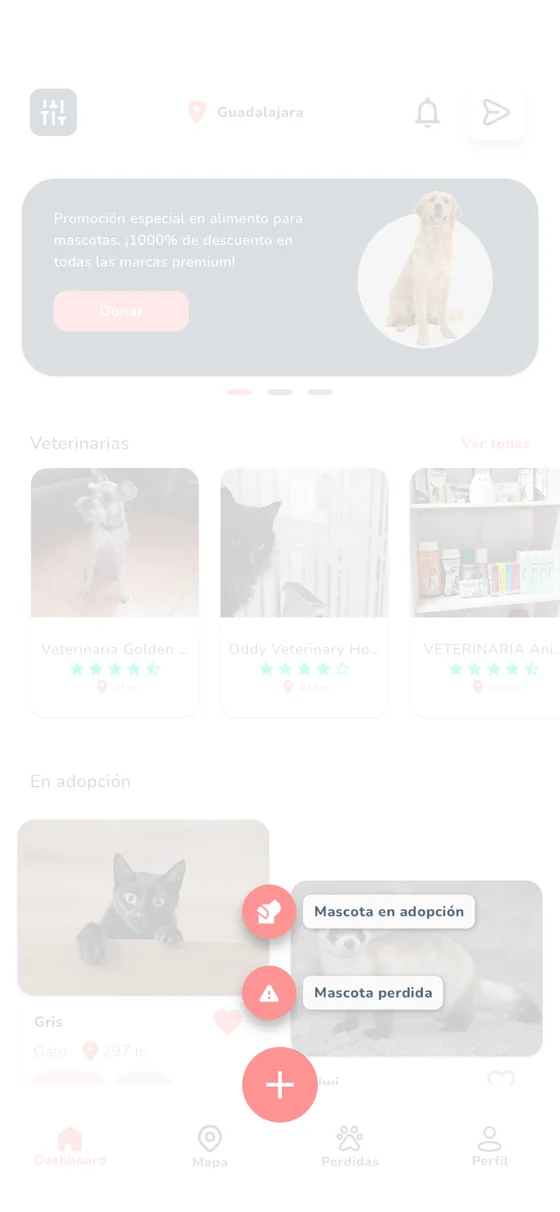 Guadalajara
Promoción especial en alimento para
mascotas. ¡1000% de descuento en
todas las marcas premium!
Donar
Veterinarias
Ver todas
Veterinaria Golden ...
Oddy Veterinary Ho...
VETERINARIA Ani...
413 m
En adopción
Mascota en adopción
Mascota perdida
Gris
Gato
297 m
Dashboard
Mapa
Perdidas
Perfil